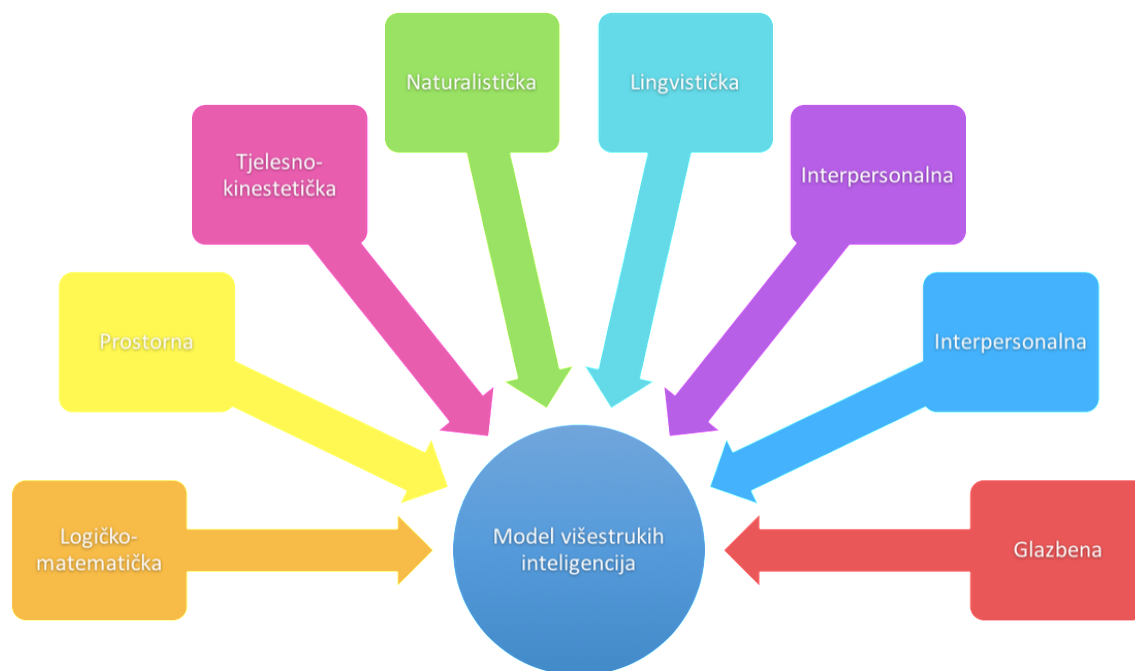 Naturalistička
Lingvistička
Tjelesno-
kinestetička
Interpersonalna
Prostorna
Interpersonalna
Logičko-
matematička
Model višestrukih
inteligencija
Glazbena